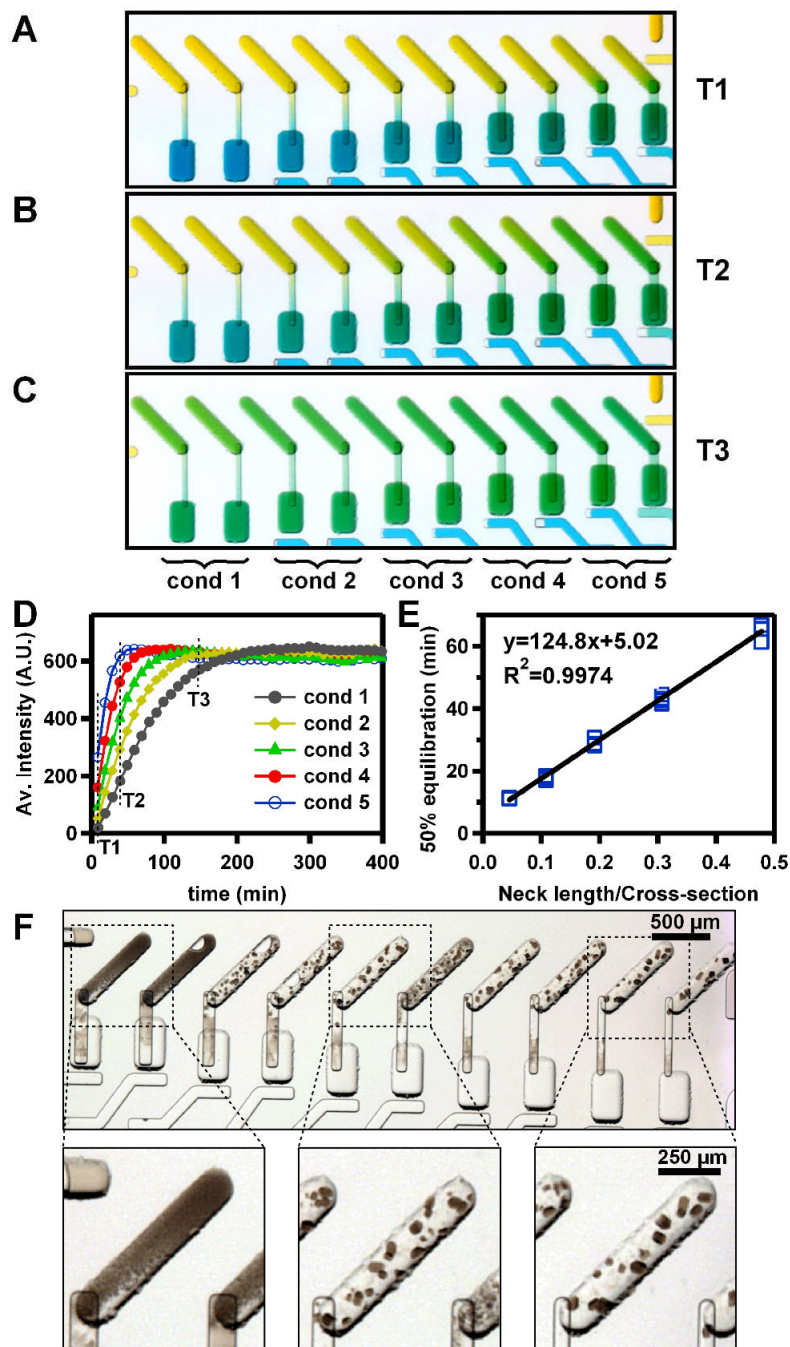 A
T1
B
T2
C
T3
cond 1 cond 2 cond 3 cond 4 cond 5
D
Av. Intensity (A.U.)
600
400
200
0
T1
T2
T3
cond 1
cond 2
cond 3
cond 4
cond 5
0 100 200 300 400
time (min)
E
50% equilibration (min)
60
40
20
0
y=124.8x+5.02
R²=0.9974
0.0 0.1 0.2 0.3 0.4 0.5
Neck length/Cross-section
F
500 µm
250 µm